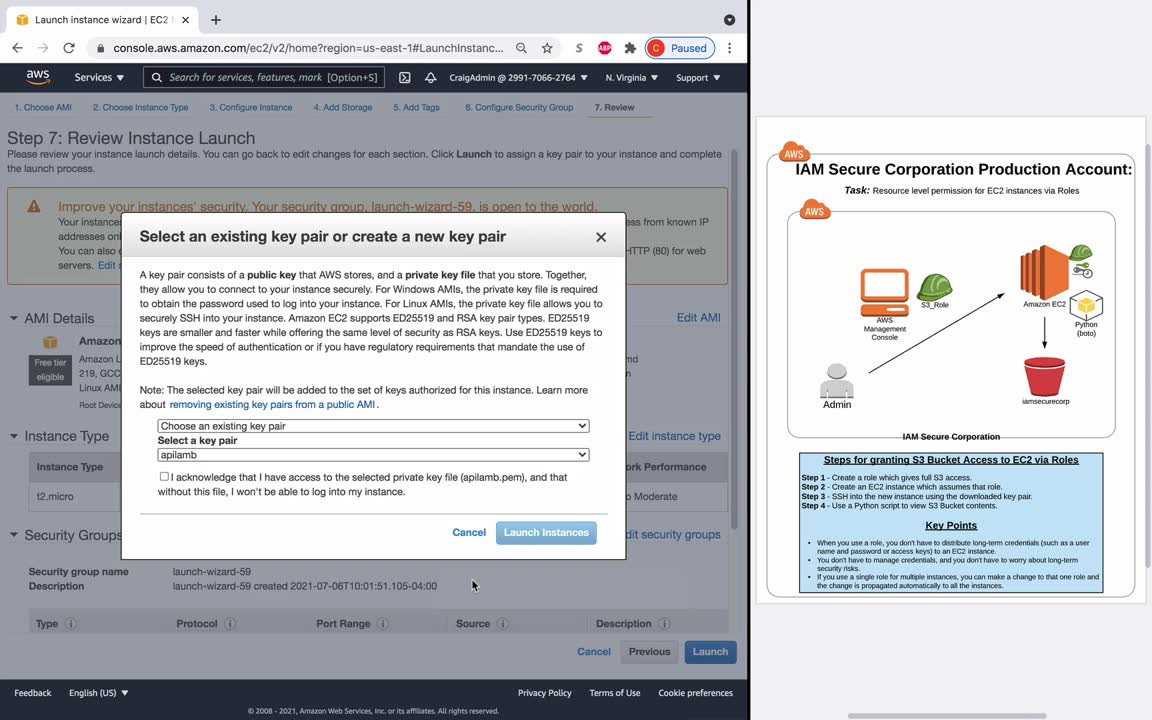 Launch instance wizard | EC2
console.aws.amazon.com/ec2/v2/home?region=us-east-1#LaunchInstanc...
S
ABP
C
Paused
aws
Services
Search for services, features, mark
[Option+S]
CraigAdmin @ 2991-7066-2764
N. Virginia
Support
1. Choose AMI
2. Choose Instance Type
3. Configure Instance
4. Add Storage
5. Add Tags
6. Configure Security Group
7. Review
Step 7: Review Instance Launch
Please review your instance launch details. You can go back to edit changes for each section. Click Launch to assign a key pair to your instance and complete
the launch process.
Improve your instances' security. Your security group, launch-wizard-59, is open to the world.
Your instances
ess from known IP
addresses on
You can also
HTTP (80) for web
servers. Edit s
AMI Details
Edit AMI
Amazon
Free tier
eligible
Amazon L
219, GCC
Linux AMI
Root Device
md
Instance Type
Edit instance type
Instance Type
ork Performance
t2.micro
o Moderate
Security Groups
dit security groups
Security group name
launch-wizard-59
Description
launch-wizard-59 created 2021-07-06T10:01:51.105-04:00
Type
Protocol
Port Range
Source
Description
Cancel
Previous
Launch
Select an existing key pair or create a new key pair
A key pair consists of a public key that AWS stores, and a private key file that you store. Together,
they allow you to connect to your instance securely. For Windows AMIs, the private key file is required
to obtain the password used to log into your instance. For Linux AMIs, the private key file allows you to
securely SSH into your instance. Amazon EC2 supports ED25519 and RSA key pair types. ED25519
keys are smaller and faster while offering the same level of security as RSA keys. Use ED25519 keys to
improve the speed of authentication or if you have regulatory requirements that mandate the use of
ED25519 keys.
Note: The selected key pair will be added to the set of keys authorized for this instance. Learn more
about removing existing key pairs from a public AMI .
Choose an existing key pair
Select a key pair
apilamb
I acknowledge that I have access to the selected private key file (apilamb.pem), and that
without this file, I won't be able to log into my instance.
Cancel
Launch Instances
Feedback
English (US)
Privacy Policy
Terms of Use
Cookie preferences
© 2008 - 2021, Amazon Web Services, Inc. or its affiliates. All rights reserved.
AWS
IAM Secure Corporation Production Account:
Task: Resource level permission for EC2 instances via Roles
AWS
S3_Role
AWS
Management
Console
Amazon EC2
Python
(boto)
Admin
iamsecurecorp
IAM Secure Corporation
Steps for granting S3 Bucket Access to EC2 via Roles
Step 1 - Create a role which gives full S3 access.
Step 2 - Create an EC2 instance which assumes that role.
Step 3 - SSH into the new instance using the downloaded key pair.
Step 4 - Use a Python script to view S3 Bucket contents.
Key Points
• When you use a role, you don't have to distribute long-term credentials (such as a user
name and password or access keys) to an EC2 instance.
• You don't have to manage credentials, and you don't have to worry about long-term
security risks.
• If you use a single role for multiple instances, you can make a change to that one role and
the change is propagated automatically to all the instances.